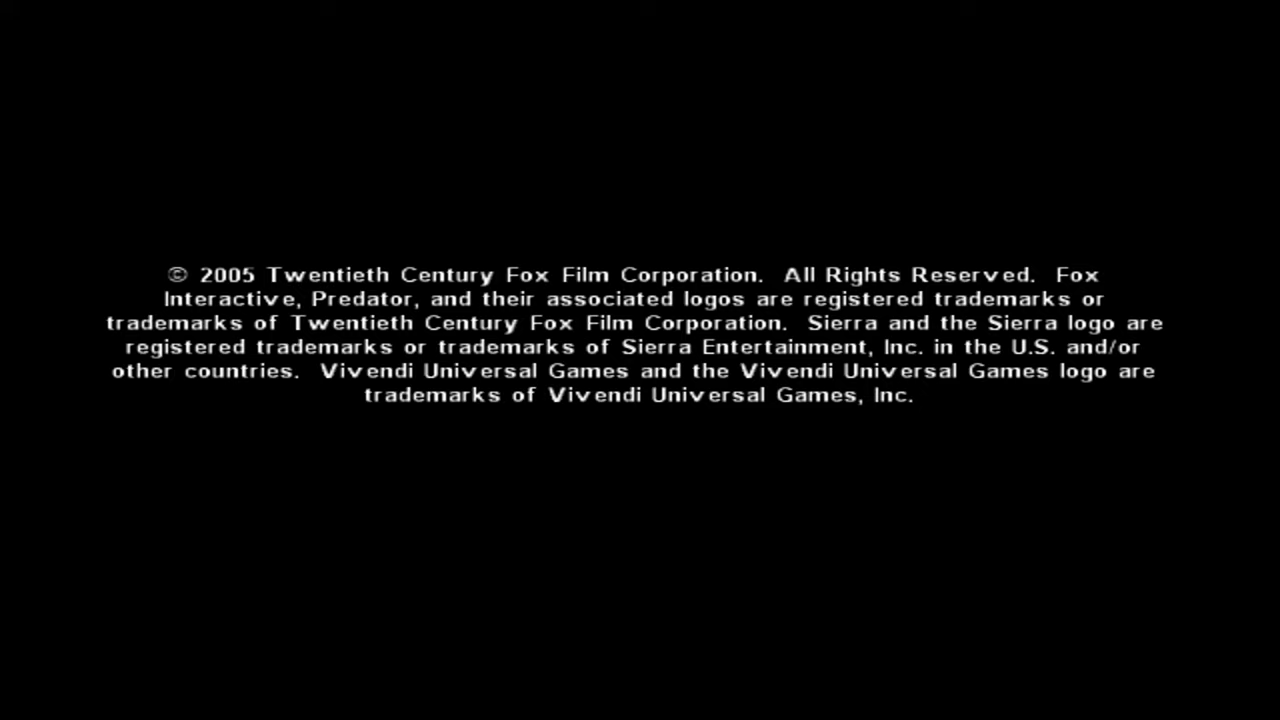 © 2005 Twentieth Century Fox Film Corporation.  All Rights Reserved.  Fox
Interactive, Predator, and their associated logos are registered trademarks or
trademarks of Twentieth Century Fox Film Corporation.  Sierra and the Sierra logo are
registered trademarks or trademarks of Sierra Entertainment, Inc. in the U.S. and/or
other countries.  Vivendi Universal Games and the Vivendi Universal Games logo are
trademarks of Vivendi Universal Games, Inc.